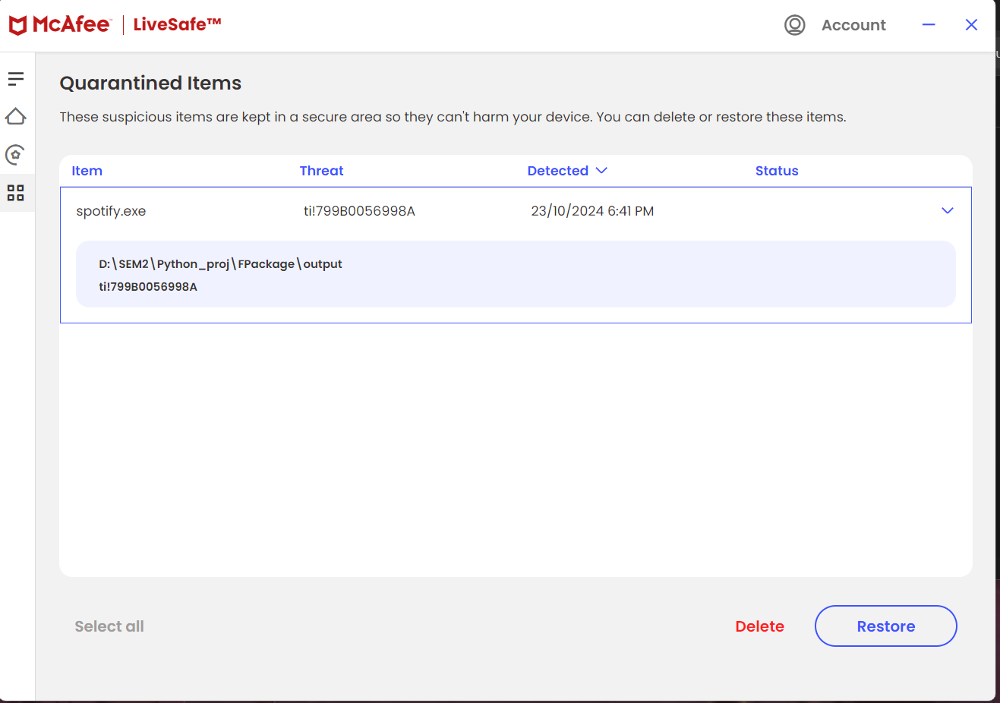 McAfee™ | LiveSafe™ Account
Quarantined Items
These suspicious items are kept in a secure area so they can't harm your device. You can delete or restore these items.
Item Threat Detected Status
spotify.exe ti!799B0056998A 23/10/2024 6:41 PM
D:\SEM2\Python_proj\FPackage\output
ti!799B0056998A
Select all Delete Restore